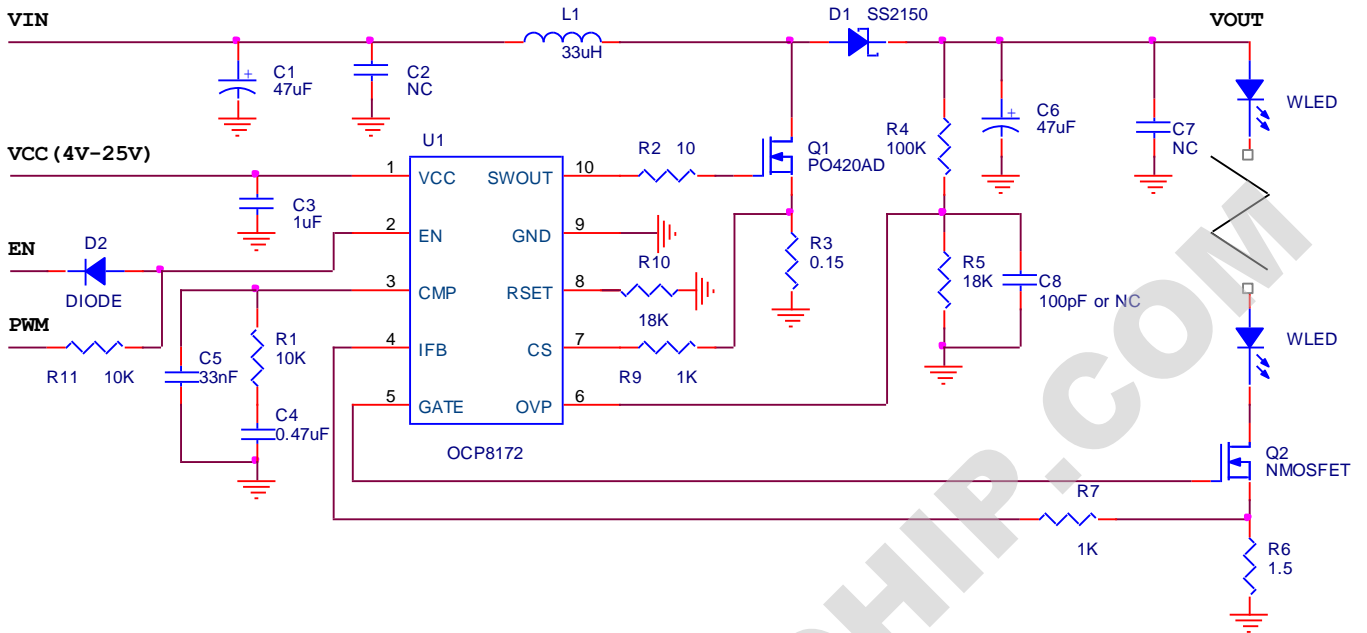 VIN
L1
33uH
D1 SS2150
VOUT
C1
47uF
C2
NC
R4
100K
C6
47uF
C7
NC
WLED
VCC(4V-25V)
C3
1uF
U1
1 VCC
2 EN
3 CMP
4 IFB
5 GATE
SWOUT 10
GND 9
RSET 8
CS 7
OVP 6
OCP8172
R2 10
Q1
PO420AD
R3
0.15
R10
18K
R9 1K
R5
18K
C8
100pF or NC
EN
D2
DIODE
PWM
R11 10K
C5
33nF
R1
10K
C4
0.47uF
WLED
Q2
NMOSFET
R7
1K
R6
1.5
HIP.COM